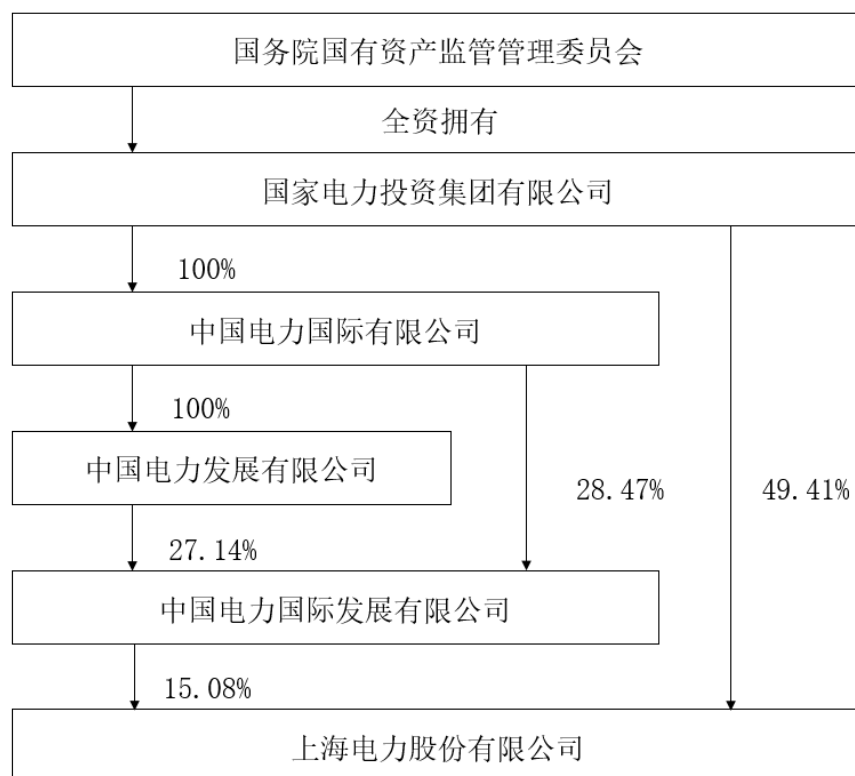 国务院国有资产监管管理委员会
全资拥有
国家电力投资集团有限公司
100%
中国电力国际有限公司
100%
中国电力发展有限公司
28.47%
49.41%
27.14%
中国电力国际发展有限公司
15.08%
上海电力股份有限公司